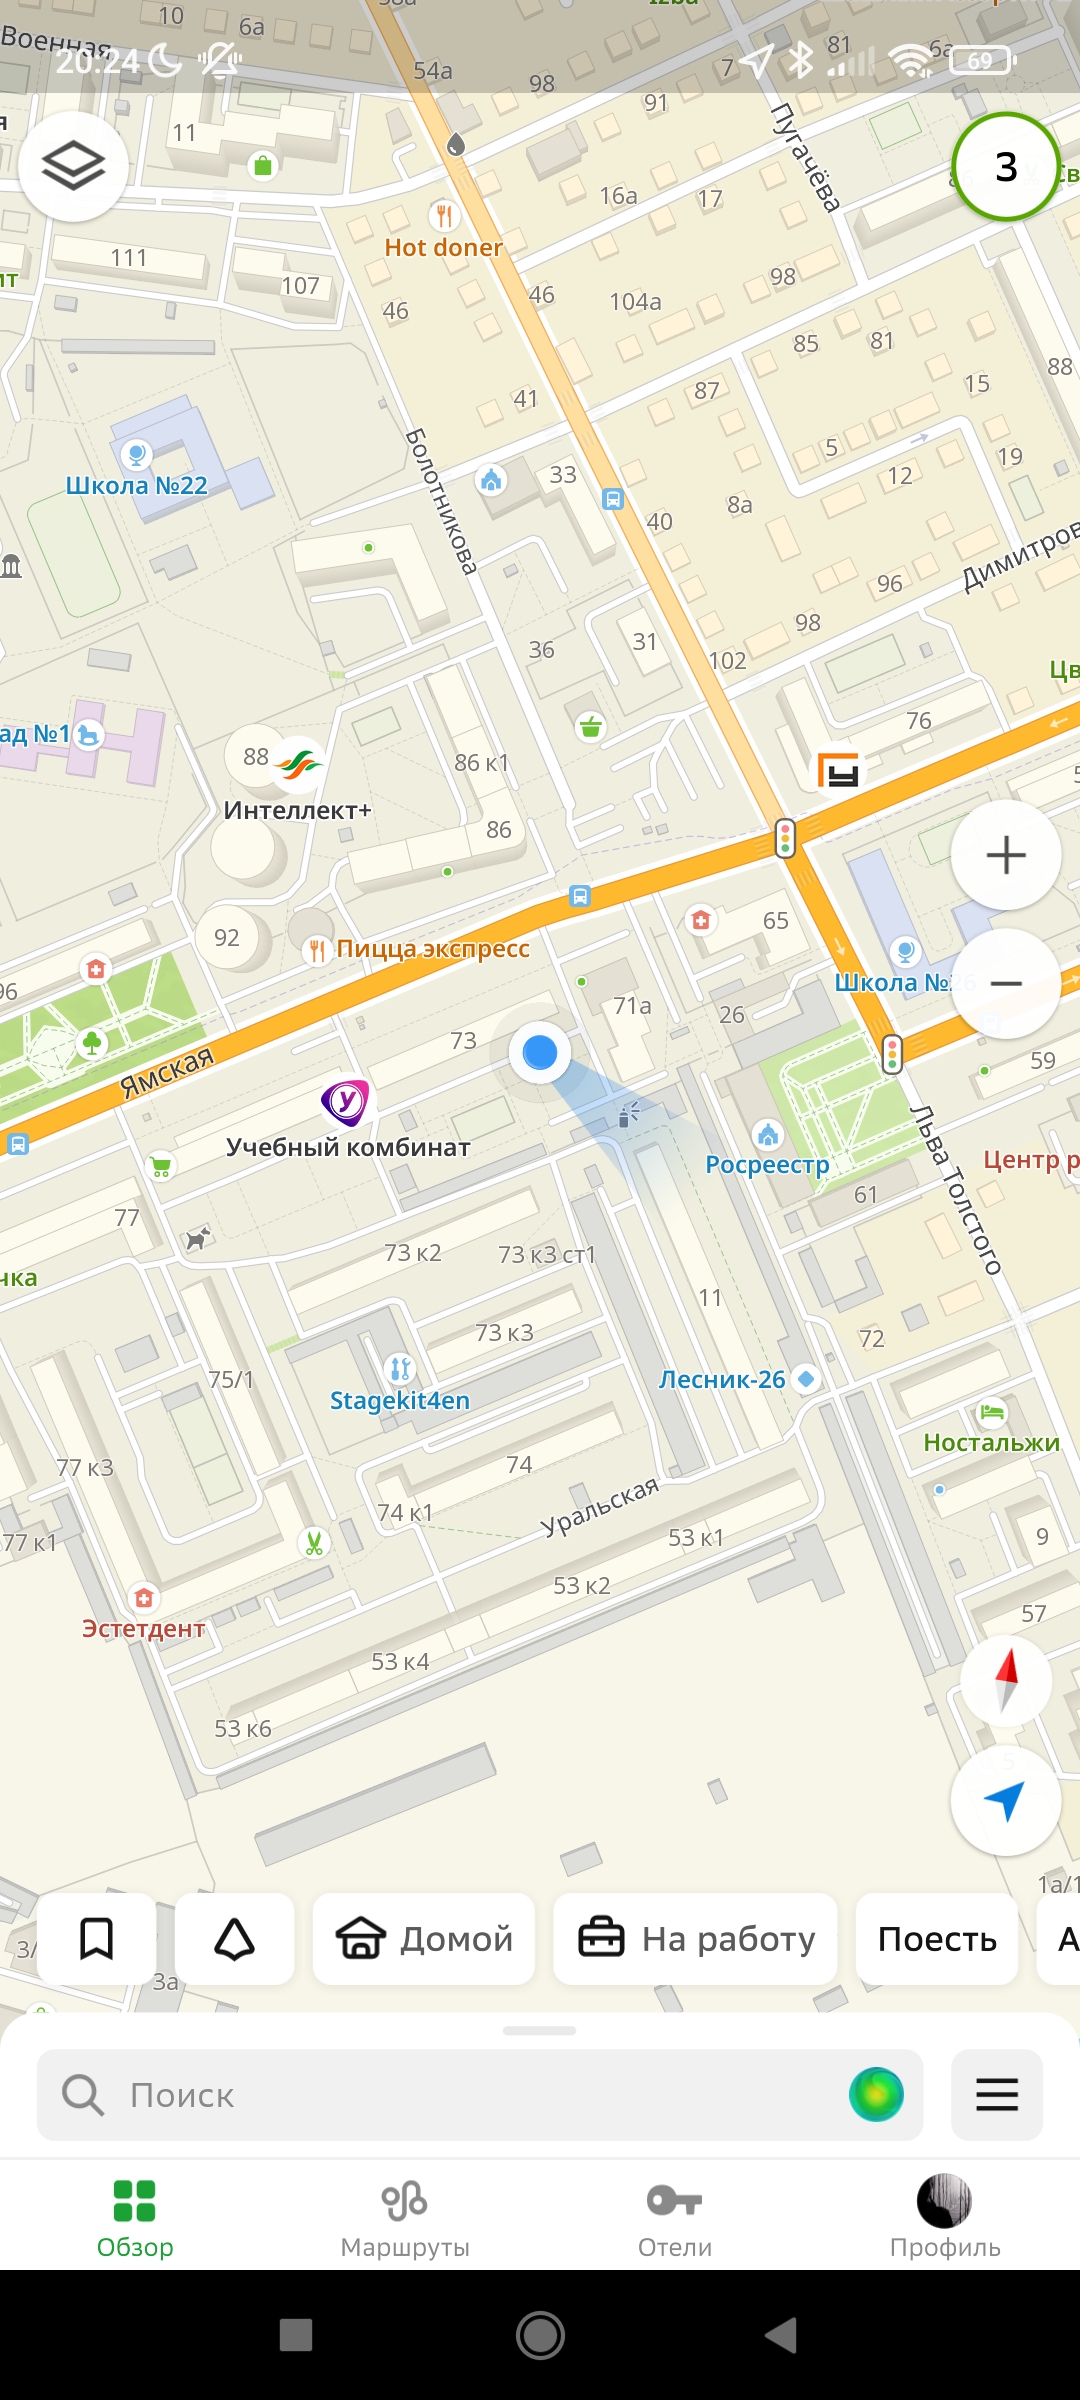 10
6а
Военная
20:24
81
6а
69
7
54а
98
91
11
3
Пугачёва
16а
17
Hot doner
111
107
98
46
46
104а
85
81
88
87
15
41
5
19
Школа №22
33
12
8а
40
Болотникова
Димитров
96
98
36
31
102
76
ад №1
88
86 к1
Интеллект+
86
65
92
Пицца экспресс
Школа №26
96
71а
26
73
59
Ямская
Учебный комбинат
Росреестр
Льва Толстого
Центр р
61
77
73 к2
73 к3 ст1
чка
11
73 к3
72
75/1
Лесник-26
Stagekit4en
Ностальжи
77 к3
74
74 к1
Уральская
77 к1
53 к1
9
53 к2
57
Эстетдент
53 к4
53 к6
1а/1
Домой
На работу
Поесть
А
3/
3а
Поиск
Обзор
Маршруты
Отели
Профиль